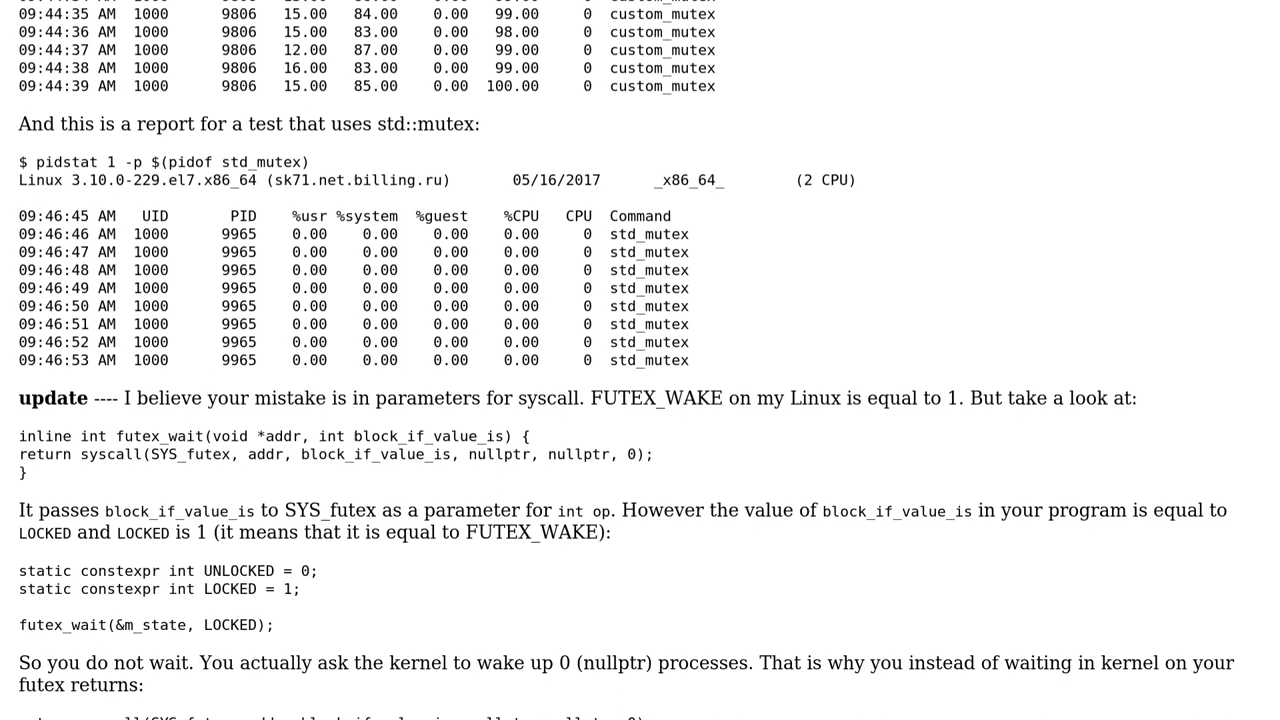 09:44:35 AM  1000      9806   15.00   84.00    0.00   99.00     0  custom_mutex
09:44:36 AM  1000      9806   15.00   83.00    0.00   98.00     0  custom_mutex
09:44:37 AM  1000      9806   12.00   87.00    0.00   99.00     0  custom_mutex
09:44:38 AM  1000      9806   16.00   83.00    0.00   99.00     0  custom_mutex
09:44:39 AM  1000      9806   15.00   85.00    0.00  100.00     0  custom_mutex
And this is a report for a test that uses std::mutex:
$ pidstat 1 -p $(pidof std_mutex)
Linux 3.10.0-229.el7.x86_64 (sk71.net.billing.ru)       05/16/2017      _x86_64_        (2 CPU)
09:46:45 AM   UID       PID    %usr %system  %guest    %CPU   CPU  Command
09:46:46 AM  1000      9965    0.00    0.00    0.00    0.00     0  std_mutex
09:46:47 AM  1000      9965    0.00    0.00    0.00    0.00     0  std_mutex
09:46:48 AM  1000      9965    0.00    0.00    0.00    0.00     0  std_mutex
09:46:49 AM  1000      9965    0.00    0.00    0.00    0.00     0  std_mutex
09:46:50 AM  1000      9965    0.00    0.00    0.00    0.00     0  std_mutex
09:46:51 AM  1000      9965    0.00    0.00    0.00    0.00     0  std_mutex
09:46:52 AM  1000      9965    0.00    0.00    0.00    0.00     0  std_mutex
09:46:53 AM  1000      9965    0.00    0.00    0.00    0.00     0  std_mutex
update ---- I believe your mistake is in parameters for syscall. FUTEX_WAKE on my Linux is equal to 1. But take a look at:
inline int futex_wait(void *addr, int block_if_value_is) {
return syscall(SYS_futex, addr, block_if_value_is, nullptr, nullptr, 0);
}
It passes block_if_value_is to SYS_futex as a parameter for int op. However the value of block_if_value_is in your program is equal to
LOCKED and LOCKED is 1 (it means that it is equal to FUTEX_WAKE):
static constexpr int UNLOCKED = 0;
static constexpr int LOCKED = 1;
futex_wait(&m_state, LOCKED);
So you do not wait. You actually ask the kernel to wake up 0 (nullptr) processes. That is why you instead of waiting in kernel on your
futex returns: